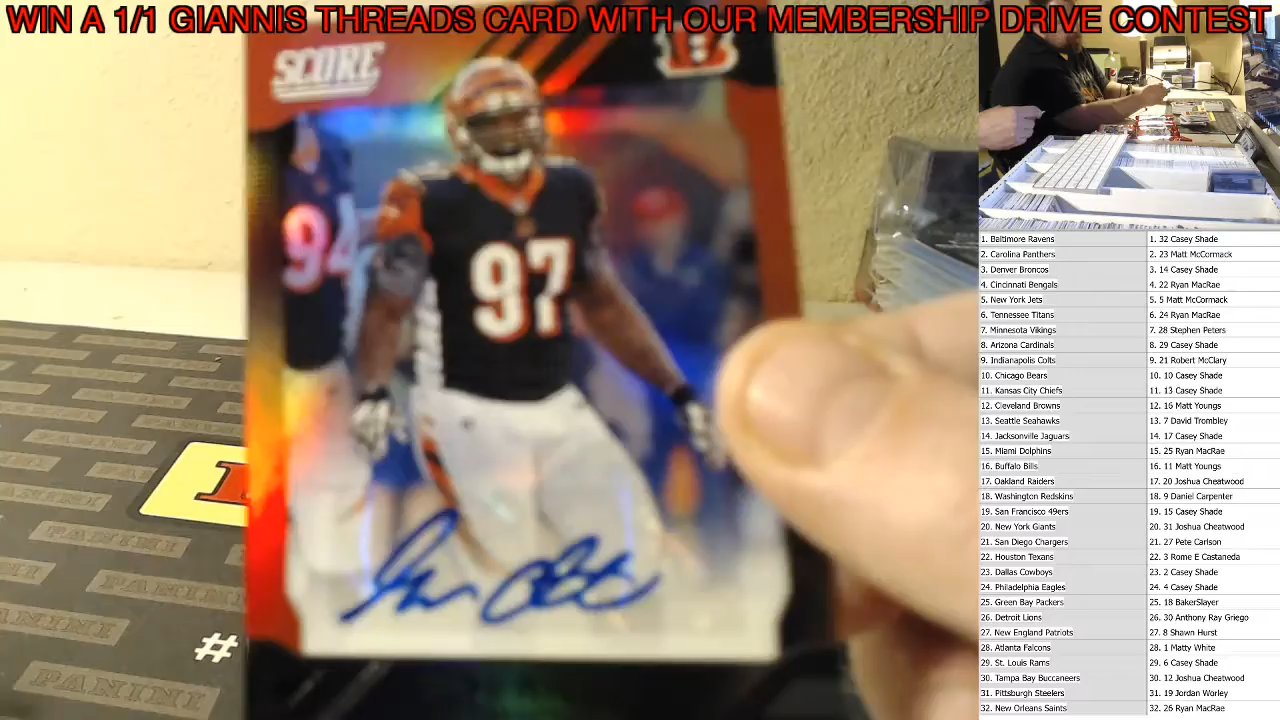 WIN A 1/1 GIANNIS THREADS CARD WITH OUR MEMBERSHIP DRIVE CONTEST
SCORE
94
97
PANINI
PANINI
PANINI
PANINI
#
1. Baltimore Ravens 1. 32 Casey Shade
2. Carolina Panthers 2. 23 Matt McCormack
3. Denver Broncos 3. 14 Casey Shade
4. Cincinnati Bengals 4. 22 Ryan MacRae
5. New York Jets 5. 5 Matt McCormack
6. Tennessee Titans 6. 24 Ryan MacRae
7. Minnesota Vikings 7. 28 Stephen Peters
8. Arizona Cardinals 8. 29 Casey Shade
9. Indianapolis Colts 9. 21 Robert McClary
10. Chicago Bears 10. 10 Casey Shade
11. Kansas City Chiefs 11. 13 Casey Shade
12. Cleveland Browns 12. 16 Matt Youngs
13. Seattle Seahawks 13. 7 David Trombley
14. Jacksonville Jaguars 14. 17 Casey Shade
15. Miami Dolphins 15. 25 Ryan MacRae
16. Buffalo Bills 16. 11 Matt Youngs
17. Oakland Raiders 17. 20 Joshua Cheatwood
18. Washington Redskins 18. 9 Daniel Carpenter
19. San Francisco 49ers 19. 15 Casey Shade
20. New York Giants 20. 31 Joshua Cheatwood
21. San Diego Chargers 21. 27 Pete Carlson
22. Houston Texans 22. 3 Rome E Castaneda
23. Dallas Cowboys 23. 2 Casey Shade
24. Philadelphia Eagles 24. 4 Casey Shade
25. Green Bay Packers 25. 18 BakerSlayer
26. Detroit Lions 26. 30 Anthony Ray Griego
27. New England Patriots 27. 8 Shawn Hurst
28. Atlanta Falcons 28. 1 Matty White
29. St. Louis Rams 29. 6 Casey Shade
30. Tampa Bay Buccaneers 30. 12 Joshua Cheatwood
31. Pittsburgh Steelers 31. 19 Jordan Worley
32. New Orleans Saints 32. 26 Ryan MacRae